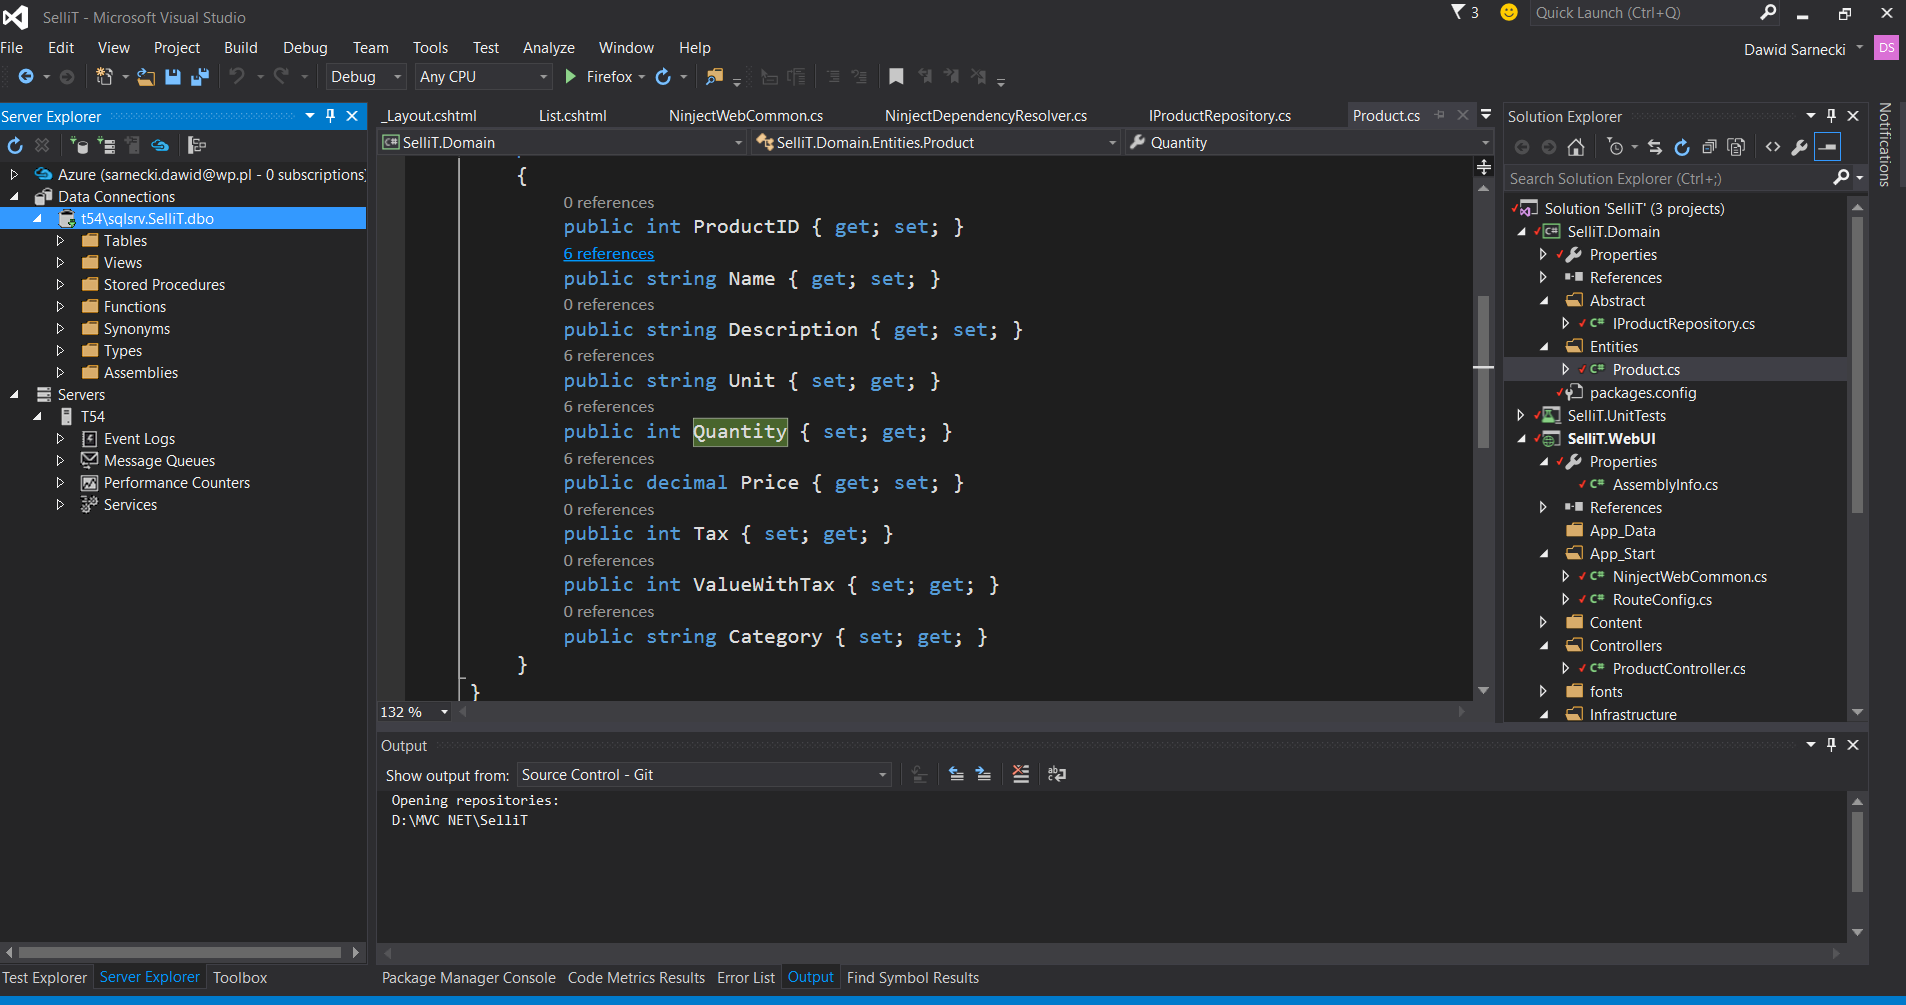 SelliT - Microsoft Visual Studio
3
Quick Launch (Ctrl+Q)
File Edit View Project Build Debug Team Tools Test Analyze Window Help
Dawid Sarnecki DS
Debug Any CPU Firefox
Server Explorer
Azure (sarnecki.dawid@wp.pl - 0 subscriptions)
Data Connections
t54\sqlsrv.SelliT.dbo
Tables
Views
Stored Procedures
Functions
Synonyms
Types
Assemblies
Servers
T54
Event Logs
Message Queues
Performance Counters
Services
Test Explorer Server Explorer Toolbox
_Layout.cshtml List.cshtml NinjectWebCommon.cs NinjectDependencyResolver.cs IProductRepository.cs Product.cs
C# SelliT.Domain SelliT.Domain.Entities.Product Quantity
{
0 references
public int ProductID { get; set; }
6 references
public string Name { get; set; }
0 references
public string Description { get; set; }
6 references
public string Unit { set; get; }
6 references
public int Quantity { set; get; }
6 references
public decimal Price { get; set; }
0 references
public int Tax { set; get; }
0 references
public int ValueWithTax { set; get; }
0 references
public string Category { set; get; }
}
}
132 %
Output
Show output from: Source Control - Git
Opening repositories:
D:\MVC NET\SelliT
Package Manager Console Code Metrics Results Error List Output Find Symbol Results
Solution Explorer
Search Solution Explorer (Ctrl+;)
Solution 'SelliT' (3 projects)
C# SelliT.Domain
Properties
References
Abstract
C# IProductRepository.cs
Entities
C# Product.cs
packages.config
SelliT.UnitTests
SelliT.WebUI
Properties
C# AssemblyInfo.cs
References
App_Data
App_Start
C# NinjectWebCommon.cs
C# RouteConfig.cs
Content
Controllers
C# ProductController.cs
fonts
Infrastructure
Notifications